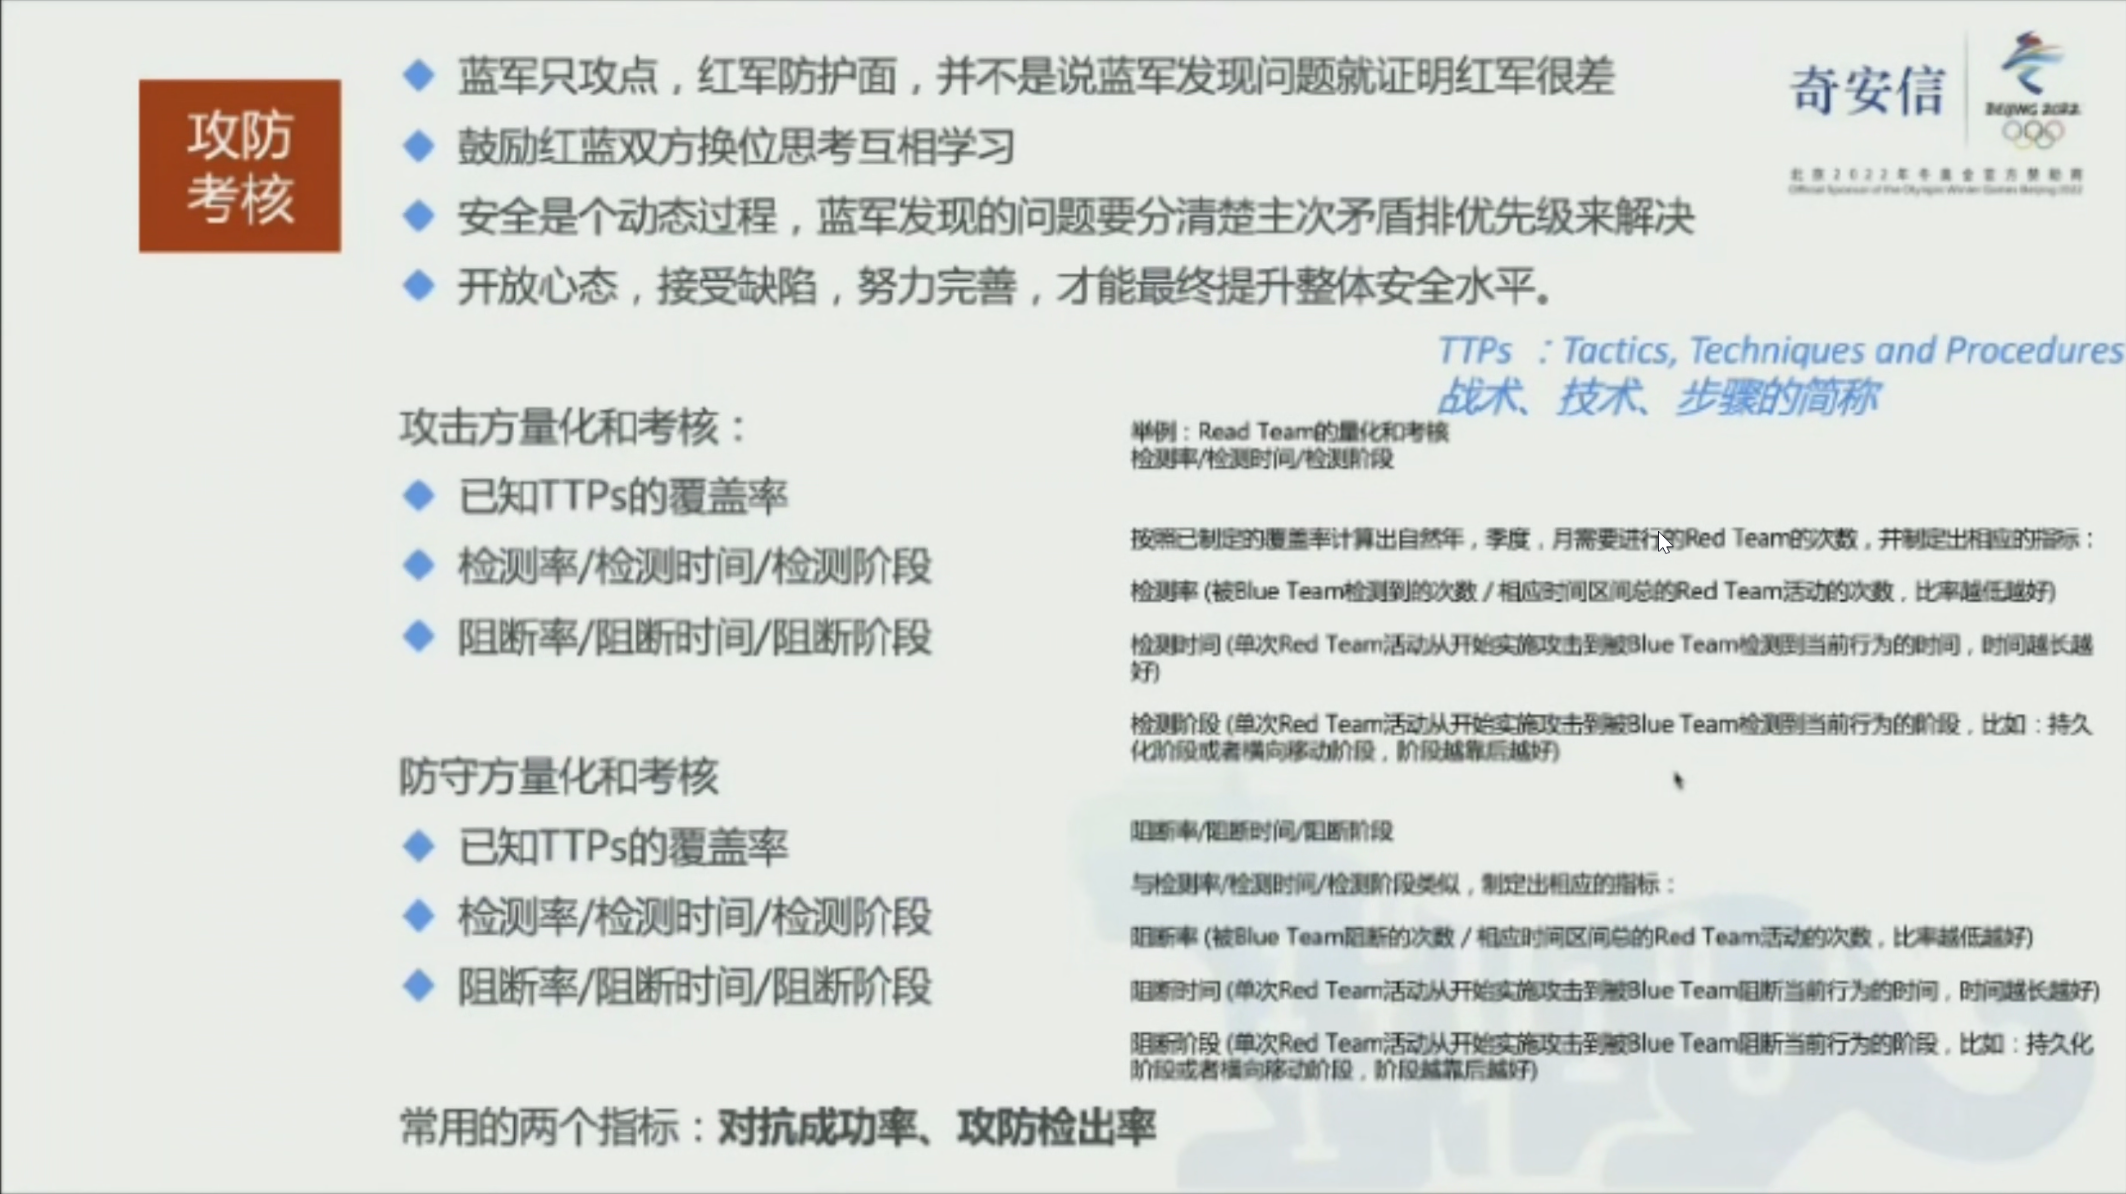 攻防
考核
蓝军只攻点，红军防护面，并不是说蓝军发现问题就证明红军很差
鼓励红蓝双方换位思考互相学习
安全是个动态过程，蓝军发现的问题要分清楚主次矛盾排优先级来解决
开放心态，接受缺陷，努力完善，才能最终提升整体安全水平。
奇安信
BEIJING 2022
北京2022年冬奥会官方赞助商
Official Sponsor of the Olympic Winter Games Beijing 2022
TTPs ：Tactics, Techniques and Procedures
战术、技术、步骤的简称
攻击方量化和考核：
已知TTPs的覆盖率
检测率/检测时间/检测阶段
阻断率/阻断时间/阻断阶段
防守方量化和考核
已知TTPs的覆盖率
检测率/检测时间/检测阶段
阻断率/阻断时间/阻断阶段
常用的两个指标：对抗成功率、攻防检出率
举例：Read Team的量化和考核
检测率/检测时间/检测阶段
按照已制定的覆盖率计算出自然年，季度，月需要进行的Red Team的次数，并制定出相应的指标：
检测率 (被Blue Team检测到的次数 / 相应时间区间总的Red Team活动的次数，比率越低越好)
检测时间 (单次Red Team活动从开始实施攻击到被Blue Team检测到当前行为的时间，时间越长越
好)
检测阶段 (单次Red Team活动从开始实施攻击到被Blue Team检测到当前行为的阶段，比如：持久
化阶段或者横向移动阶段，阶段越靠后越好)
阻断率/阻断时间/阻断阶段
与检测率/检测时间/检测阶段类似，制定出相应的指标：
阻断率 (被Blue Team阻断的次数 / 相应时间区间总的Red Team活动的次数，比率越低越好)
阻断时间 (单次Red Team活动从开始实施攻击到被Blue Team阻断当前行为的时间，时间越长越好)
阻断阶段 (单次Red Team活动从开始实施攻击到被Blue Team阻断当前行为的阶段，比如：持久化
阶段或者横向移动阶段，阶段越靠后越好)